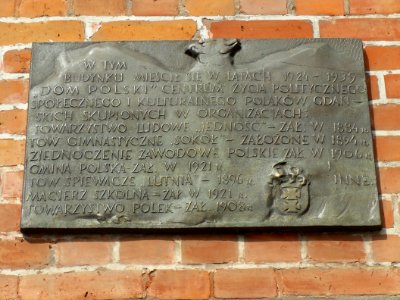 W TYM
BUDYNKU MIEŚCIŁ SIĘ W LATACH 1924 - 1939
"DOM POLSKI" CENTRUM ŻYCIA POLITYCZNEGO
SPOŁECZNEGO I KULTURALNEGO POLAKÓW GDAŃ-
SKICH SKUPIONYCH W ORGANIZACJACH:
TOWARZYSTWO LUDOWE „JEDNOŚĆ" - ZAŁ. W 1884 R.
TOW. GIMNASTYCZNE „SOKÓŁ" - ZAŁOŻONE W 1894 R.
ZJEDNOCZENIE ZAWODOWE POLSKIE ZAŁ. W 1906 R.
GMINA POLSKA - ZAŁ. W 1921 R.
TOW. ŚPIEWACZE „LUTNIA" - 1896 R. INNE.
MACIERZ SZKOLNA - ZAŁ. W 1921 R.
TOWARZYSTWO POLEK - ZAŁ. 1908 R.